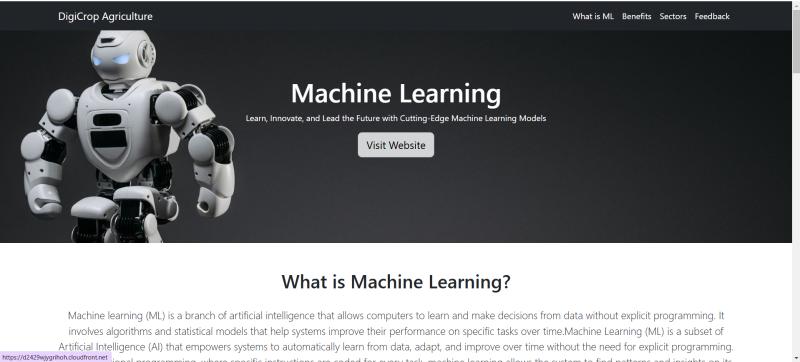 DigiCrop Agriculture
What is ML Benefits Sectors Feedback
Machine Learning
Learn, Innovate, and Lead the Future with Cutting-Edge Machine Learning Models
Visit Website
What is Machine Learning?
Machine learning (ML) is a branch of artificial intelligence that allows computers to learn and make decisions from data without explicit programming. It
involves algorithms and statistical models that help systems improve their performance on specific tasks over time.Machine Learning (ML) is a subset of
Artificial Intelligence (AI) that empowers systems to automatically learn from data, adapt, and improve over time without the need for explicit programming.
ional programming, where specific instructions are coded for every task, machine learning allows the system to find patterns and insights on its
https://d2429wjygrihoh.cloudfront.net